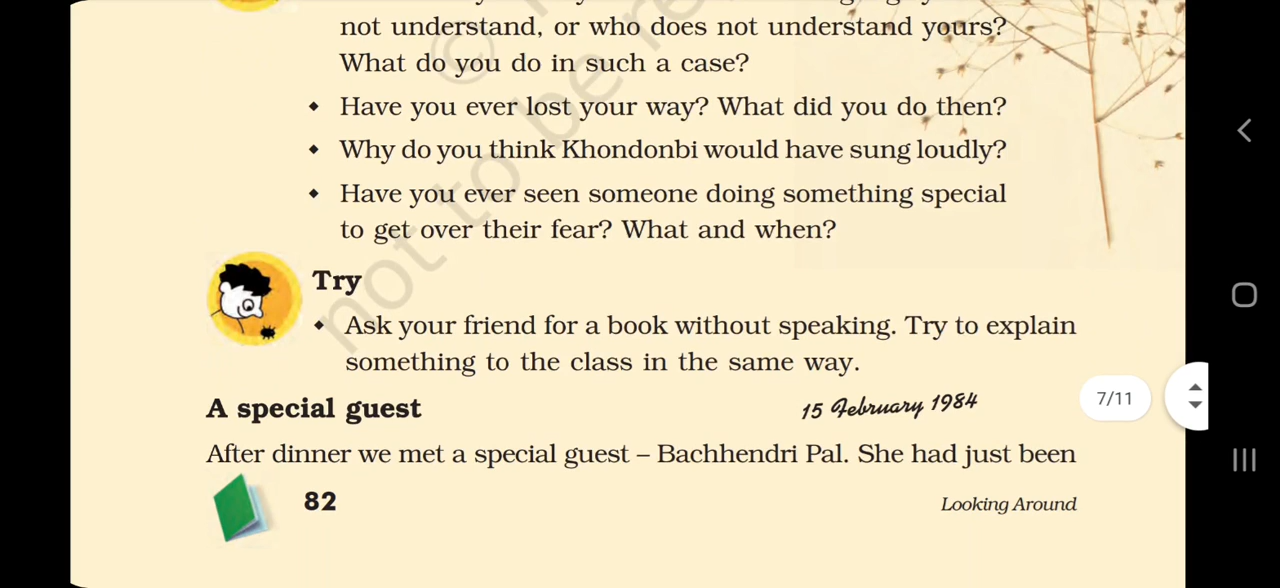 not understand, or who does not understand yours?
What do you do in such a case?
◆ Have you ever lost your way? What did you do then?
◆ Why do you think Khondonbi would have sung loudly?
◆ Have you ever seen someone doing something special
to get over their fear? What and when?
Try
◆ Ask your friend for a book without speaking. Try to explain
something to the class in the same way.
A special guest 15 February 1984
7/11
After dinner we met a special guest – Bachhendri Pal. She had just been
82 Looking Around
© not to be re